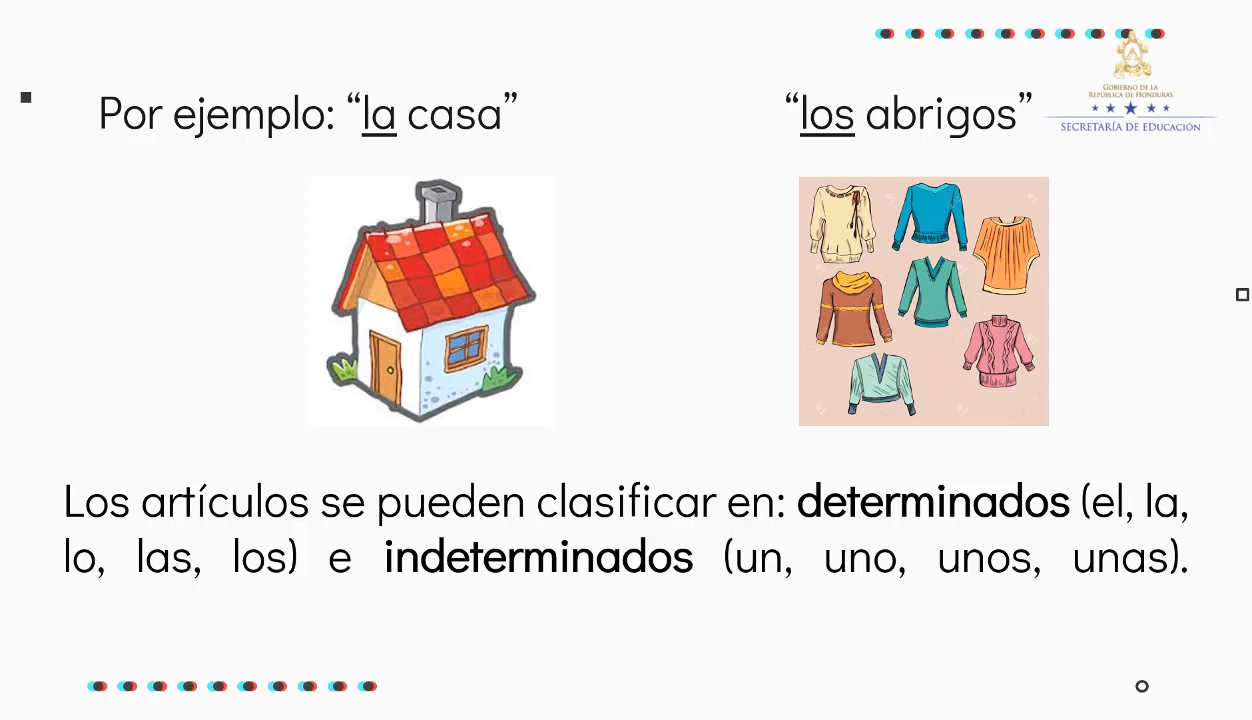 GOBIERNO DE LA
REPÚBLICA DE HONDURAS
SECRETARÍA DE EDUCACIÓN
Por ejemplo: “la casa”
“los abrigos”
Los artículos se pueden clasificar en: determinados (el, la,
lo, las, los) e indeterminados (un, uno, unos, unas).